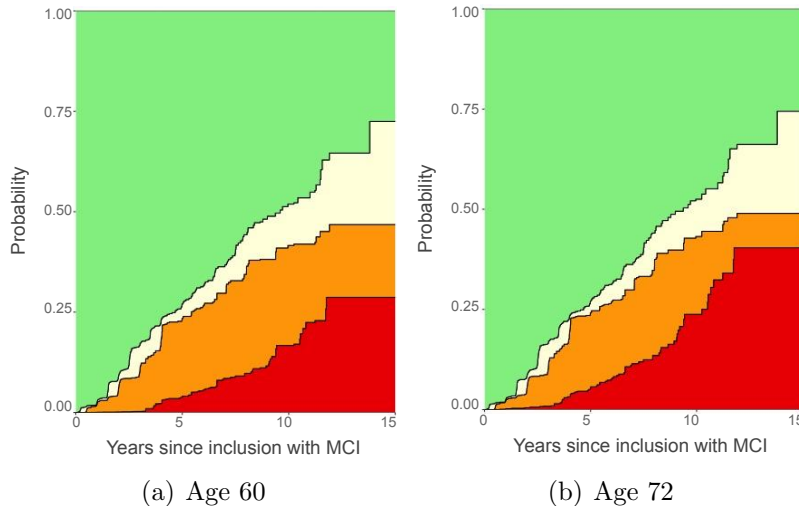 1.00
0.75
0.50
0.25
0.00
Probability
0 5 10 15
Years since inclusion with MCI
(a) Age 60
1.00
0.75
0.50
0.25
0.00
Probability
0 5 10 15
Years since inclusion with MCI
(b) Age 72